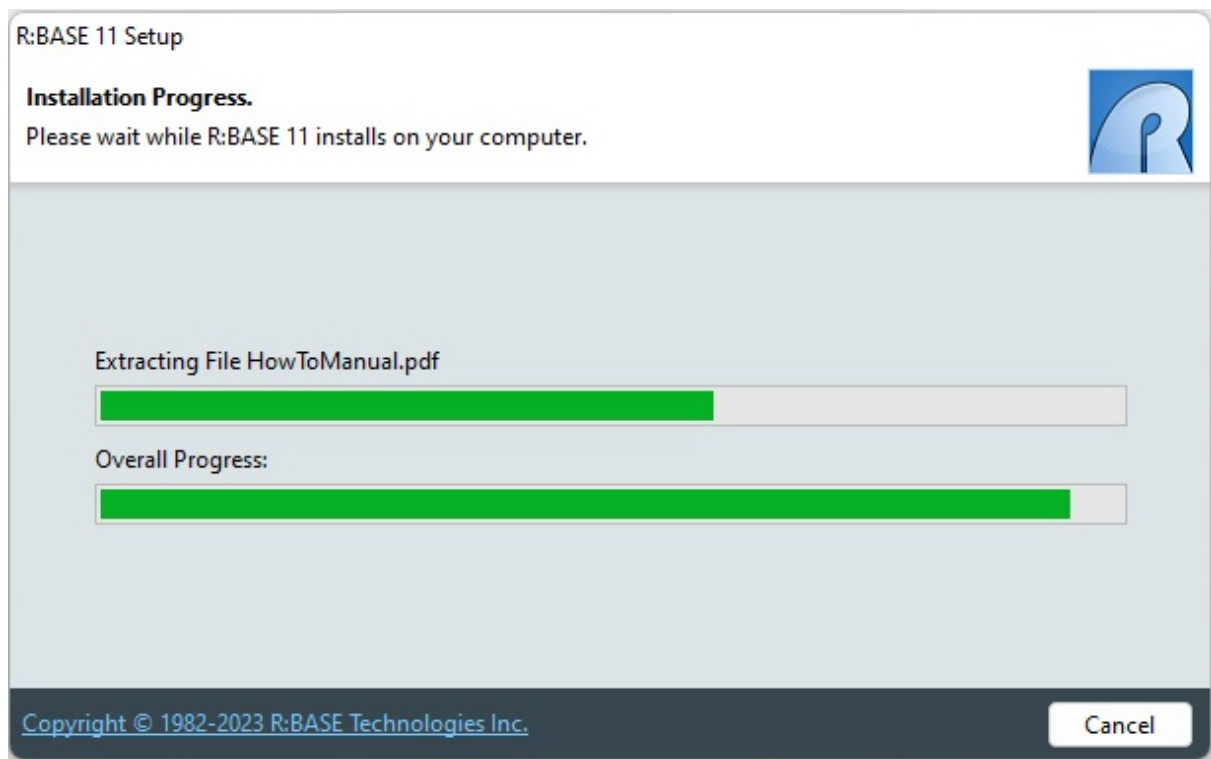 R:BASE 11 Setup
Installation Progress.
Please wait while R:BASE 11 installs on your computer.
Extracting File HowToManual.pdf
Overall Progress:
Copyright © 1982-2023 R:BASE Technologies Inc.
Cancel